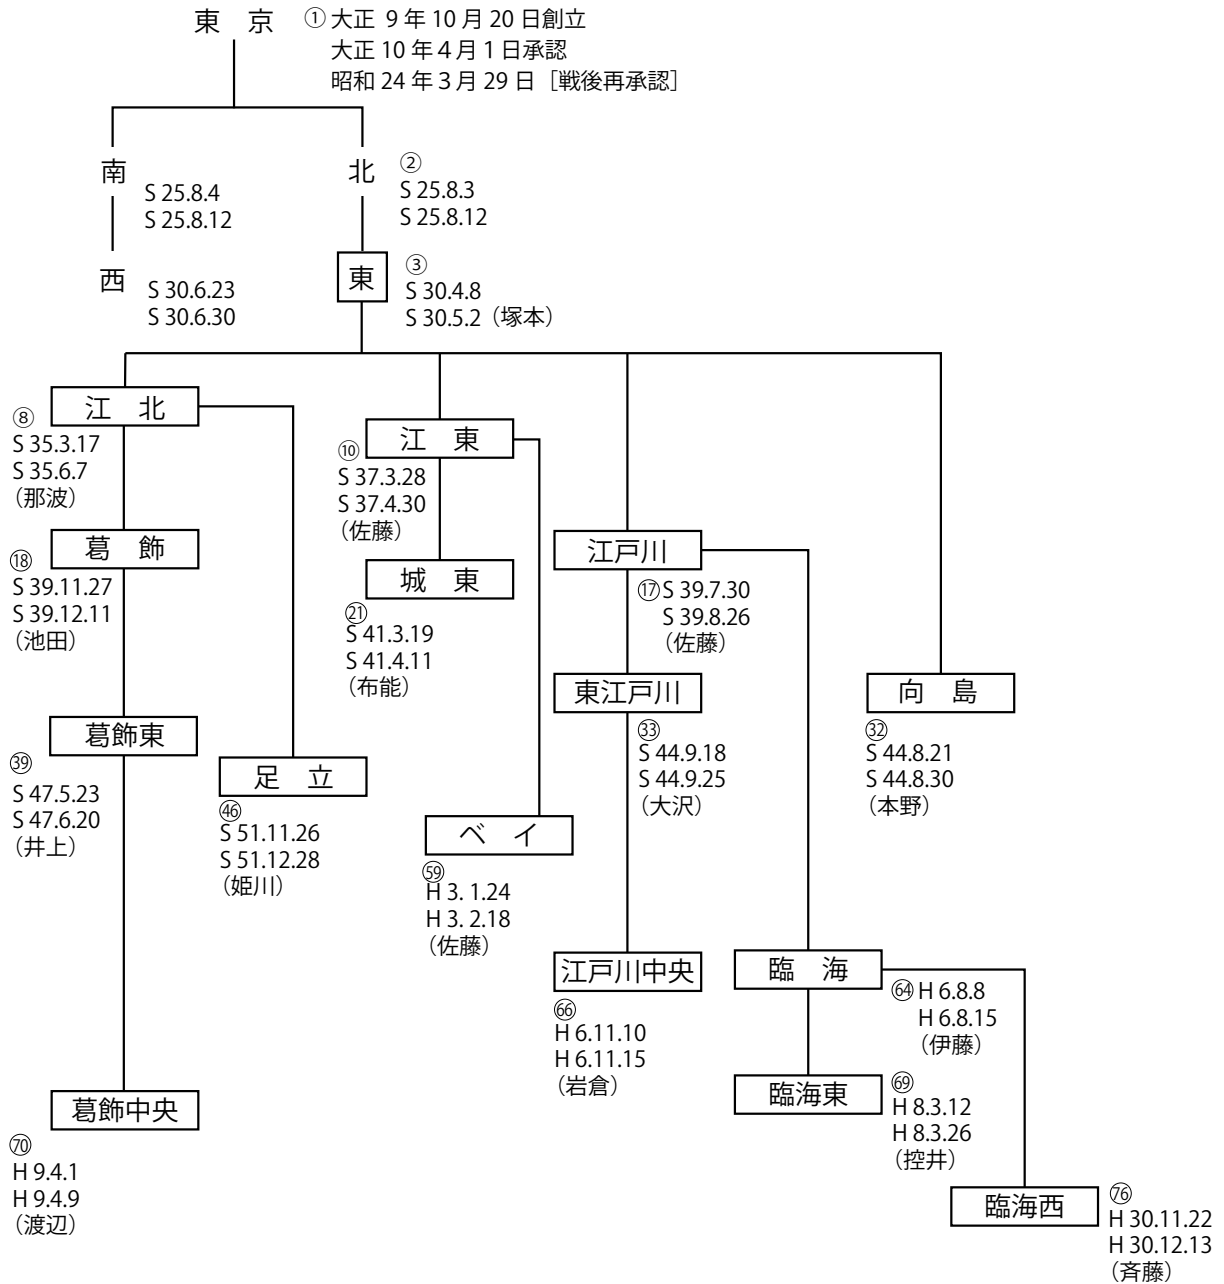 東　京
① 大正 9 年 10 月 20 日創立
大正 10 年 4 月 1 日承認
昭和 24 年 3 月 29 日［戦後再承認］
南
S 25.8.4
S 25.8.12
北
②
S 25.8.3
S 25.8.12
西
S 30.6.23
S 30.6.30
東
③
S 30.4.8
S 30.5.2（塚本）
江　北
⑧
S 35.3.17
S 35.6.7
（那波）
江　東
⑩
S 37.3.28
S 37.4.30
（佐藤）
葛　飾
⑱
S 39.11.27
S 39.12.11
（池田）
城　東
㉑
S 41.3.19
S 41.4.11
（布能）
江戸川
⑰ S 39.7.30
S 39.8.26
（佐藤）
東江戸川
㉝
S 44.9.18
S 44.9.25
（大沢）
向　島
㉜
S 44.8.21
S 44.8.30
（本野）
葛飾東
㊴
S 47.5.23
S 47.6.20
（井上）
足　立
㊻
S 51.11.26
S 51.12.28
（姫川）
ベ　イ
59
H 3. 1.24
H 3. 2.18
（佐藤）
江戸川中央
66
H 6.11.10
H 6.11.15
（岩倉）
臨　海
64 H 6.8.8
H 6.8.15
（伊藤）
臨海東
69
H 8.3.12
H 8.3.26
（控井）
葛飾中央
70
H 9.4.1
H 9.4.9
（渡辺）
臨海西
76
H 30.11.22
H 30.12.13
（斉藤）